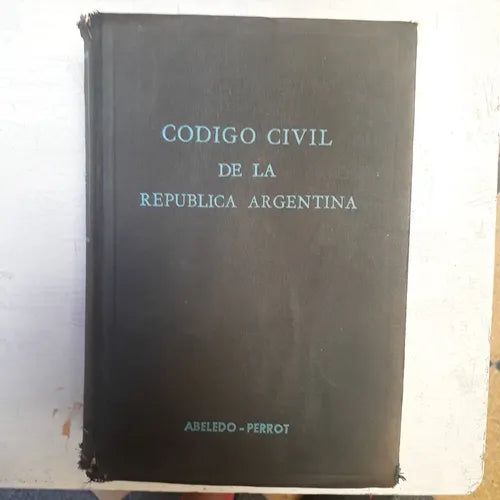 CODIGO CIVIL
DE LA
REPUBLICA ARGENTINA
ABELEDO-PERROT